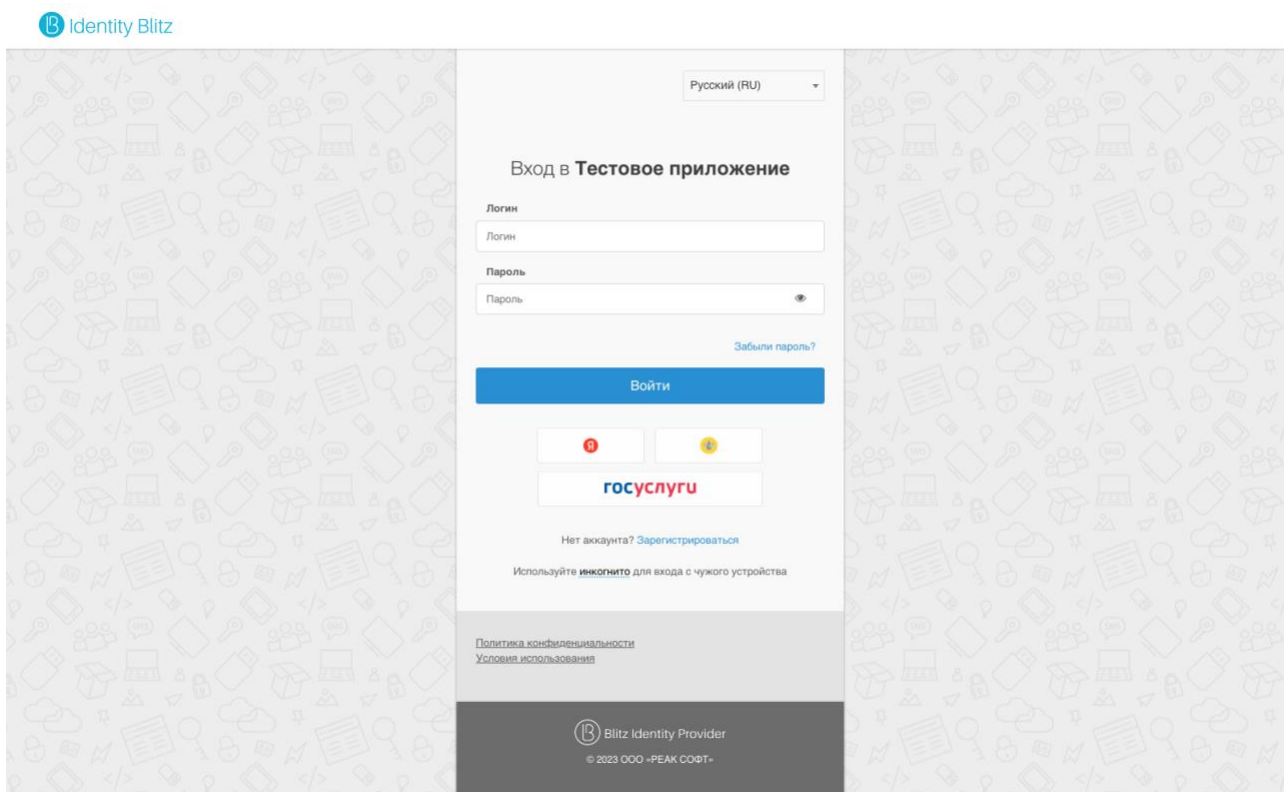 Identity Blitz
Русский (RU)
Вход в Тестовое приложение
Логин
Логин
Пароль
Пароль
Забыли пароль?
Войти
Я
госуслуги
Нет аккаунта? Зарегистрироваться
Используйте инкогнито для входа с чужого устройства
Политика конфиденциальности
Условия использования
Blitz Identity Provider
© 2023 ООО «РЕАК СОФТ»